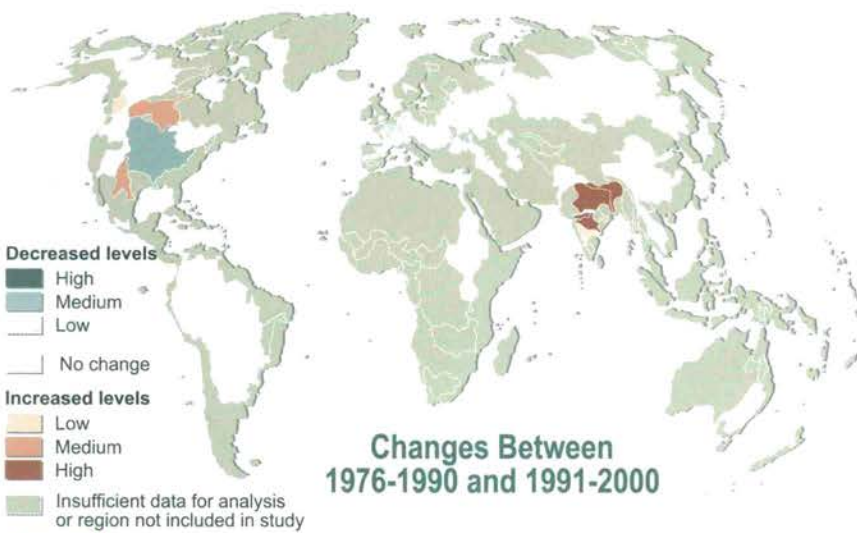 Decreased levels
High
Medium
Low
No change
Increased levels
Low
Medium
High
Insufficient data for analysis
or region not included in study
Changes Between
1976-1990 and 1991-2000